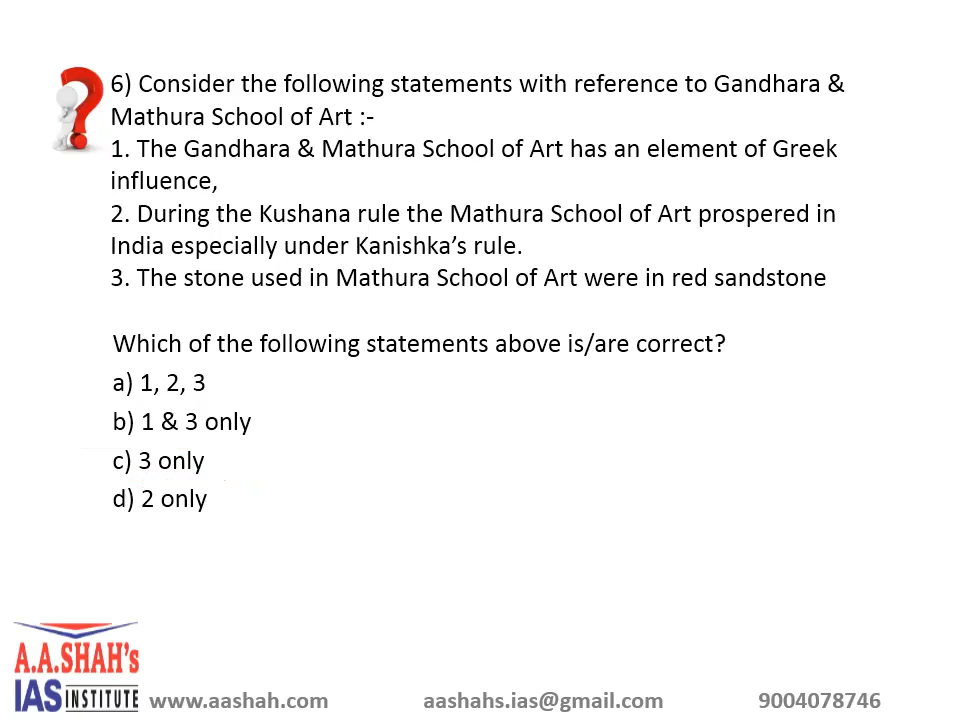 6) Consider the following statements with reference to Gandhara &
Mathura School of Art :-
1. The Gandhara & Mathura School of Art has an element of Greek
influence,
2. During the Kushana rule the Mathura School of Art prospered in
India especially under Kanishka’s rule.
3. The stone used in Mathura School of Art were in red sandstone
Which of the following statements above is/are correct?
a) 1, 2, 3
b) 1 & 3 only
c) 3 only
d) 2 only
A.A.SHAH's
IAS INSTITUTE
www.aashah.com aashahs.ias@gmail.com 9004078746